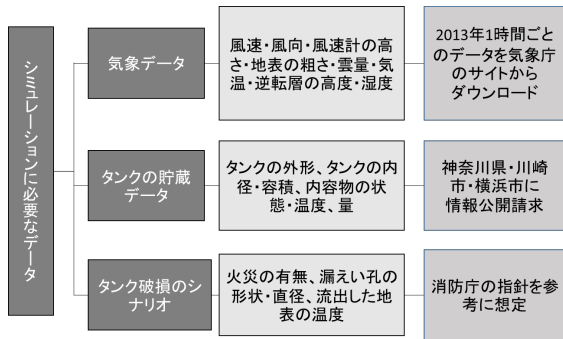 シミュレーションに必要なデータ
気象データ
風速・風向・風速計の高
さ・地表の粗さ・雲量・気
温・逆転層の高度・湿度
2013年1時間ごと
のデータを気象庁
のサイトから
ダウンロード
タンクの貯蔵
データ
タンクの外形、タンクの内
径・容積、内容物の状
態・温度、量
神奈川県・川崎
市・横浜市に
情報公開請求
タンク破損のシ
ナリオ
火災の有無、漏えい孔の
形状・直径、流出した地
表の温度
消防庁の指針を参
考に想定